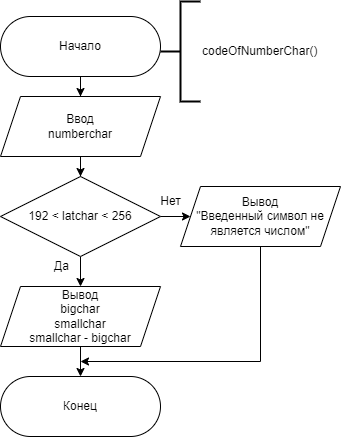 Начало
codeOfNumberChar()
Ввод
numberchar
192 < latchar < 256
Нет
Вывод
"Введенный символ не
является числом"
Да
Вывод
bigchar
smallchar
smallchar - bigchar
Конец